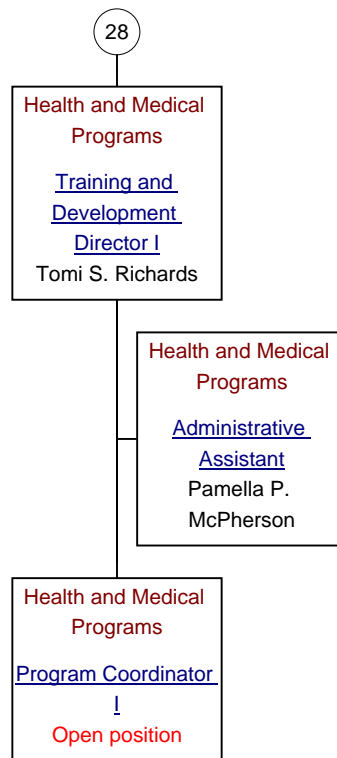 28
Health and Medical
Programs
Training and
Development
Director I
Tomi S. Richards
Health and Medical
Programs
Administrative
Assistant
Pamella P.
McPherson
Health and Medical
Programs
Program Coordinator
I
Open position